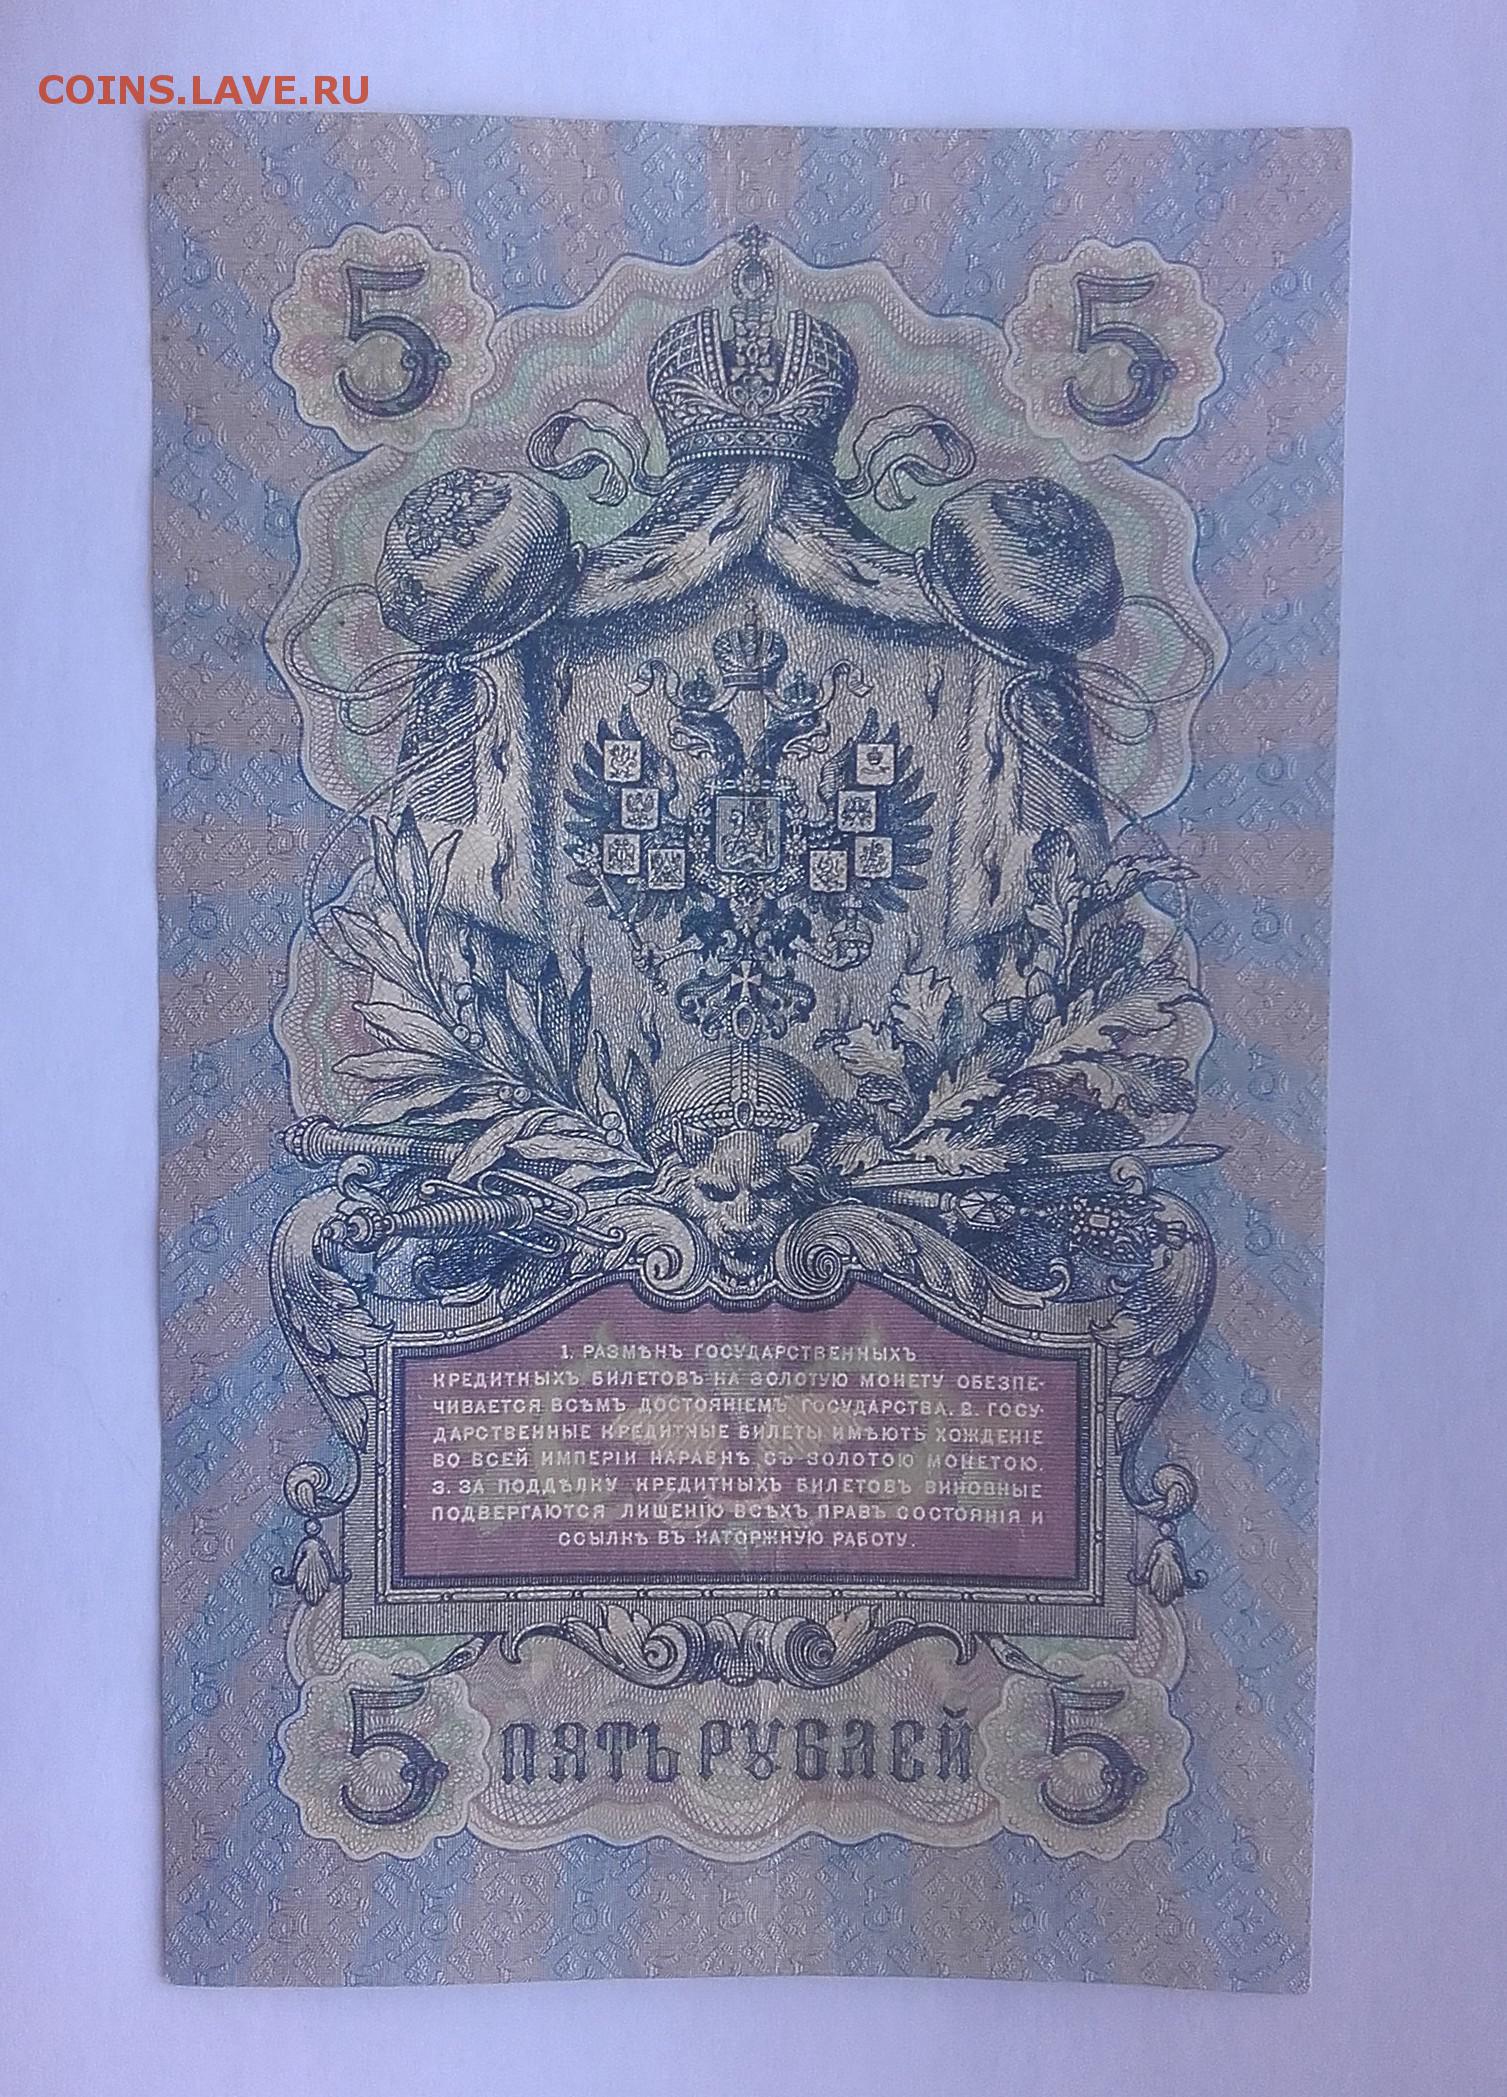 COINS.LAVE.RU
5 5
1. РАЗМѢНЪ ГОСУДАРСТВЕННЫХЪ
КРЕДИТНЫХЪ БИЛЕТОВЪ НА ЗОЛОТУЮ МОНЕТУ ОБЕЗПЕ-
ЧИВАЕТСЯ ВСѢМЪ ДОСТОЯНІЕМЪ ГОСУДАРСТВА. 2. ГОСУ-
ДАРСТВЕННЫЕ КРЕДИТНЫЕ БИЛЕТЫ ИМѢЮТЪ ХОЖДЕНІЕ
ВО ВСЕЙ ИМПЕРІИ НАРАВНѢ СЪ ЗОЛОТОЮ МОНЕТОЮ.
3. ЗА ПОДДѢЛКУ КРЕДИТНЫХЪ БИЛЕТОВЪ ВИНОВНЫЕ
ПОДВЕРГАЮТСЯ ЛИШЕНІЮ ВСѢХЪ ПРАВЪ СОСТОЯНІЯ И
ССЫЛКѢ ВЪ КАТОРЖНУЮ РАБОТУ.
5 ПЯТЬ РУБЛЕЙ 5